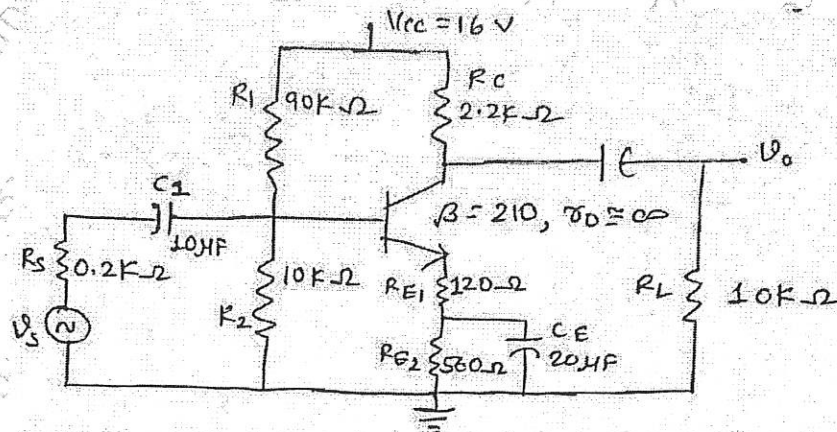 Vcc = 16 V
R1 90KΩ
RC
2.2KΩ
C1
10μF
β = 210, r0 ≅ ∞
Vo
Rs 0.2KΩ
Vs
R2 10KΩ
RE1 120Ω
RE2 560Ω
CE
20μF
RL 10KΩ